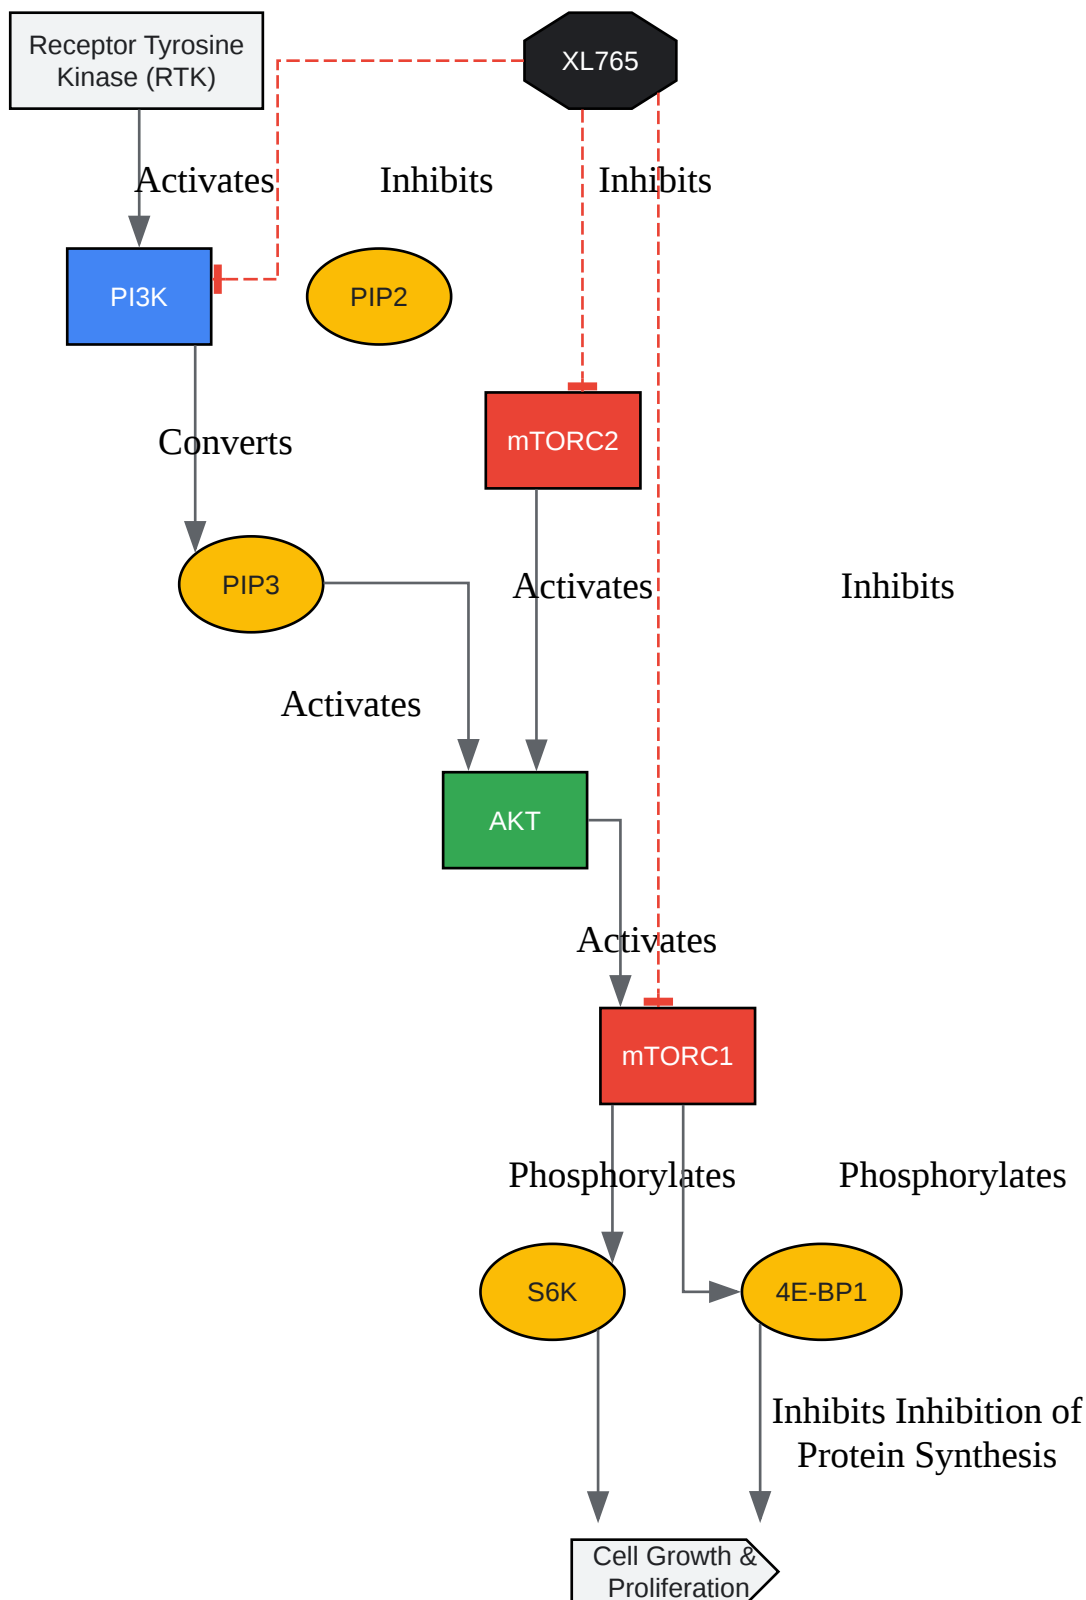 Receptor Tyrosine
Kinase (RTK)
XL765
Activates
Inhibits
Inhibits
PI3K
PIP2
mTORC2
Converts
PIP3
Activates
Inhibits
Activates
AKT
Activates
mTORC1
Phosphorylates
Phosphorylates
S6K
4E-BP1
Inhibits Inhibition of
Protein Synthesis
Cell Growth &
Proliferation